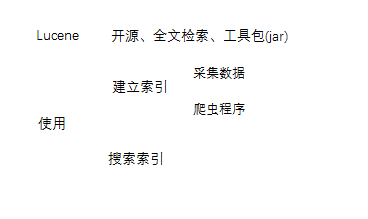 Lucene 开源、全文检索、工具包(jar)
采集数据
建立索引
爬虫程序
使用
搜索索引